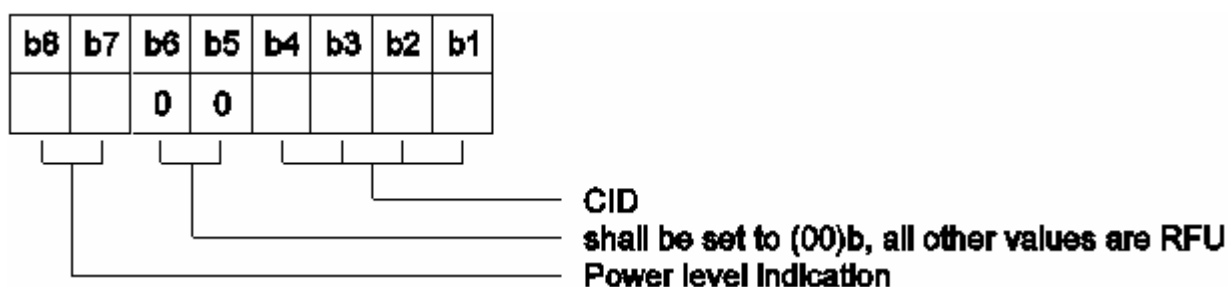 b8 b7 b6 b5 b4 b3 b2 b1
0 0
CID
shall be set to (00)b, all other values are RFU
Power level indication